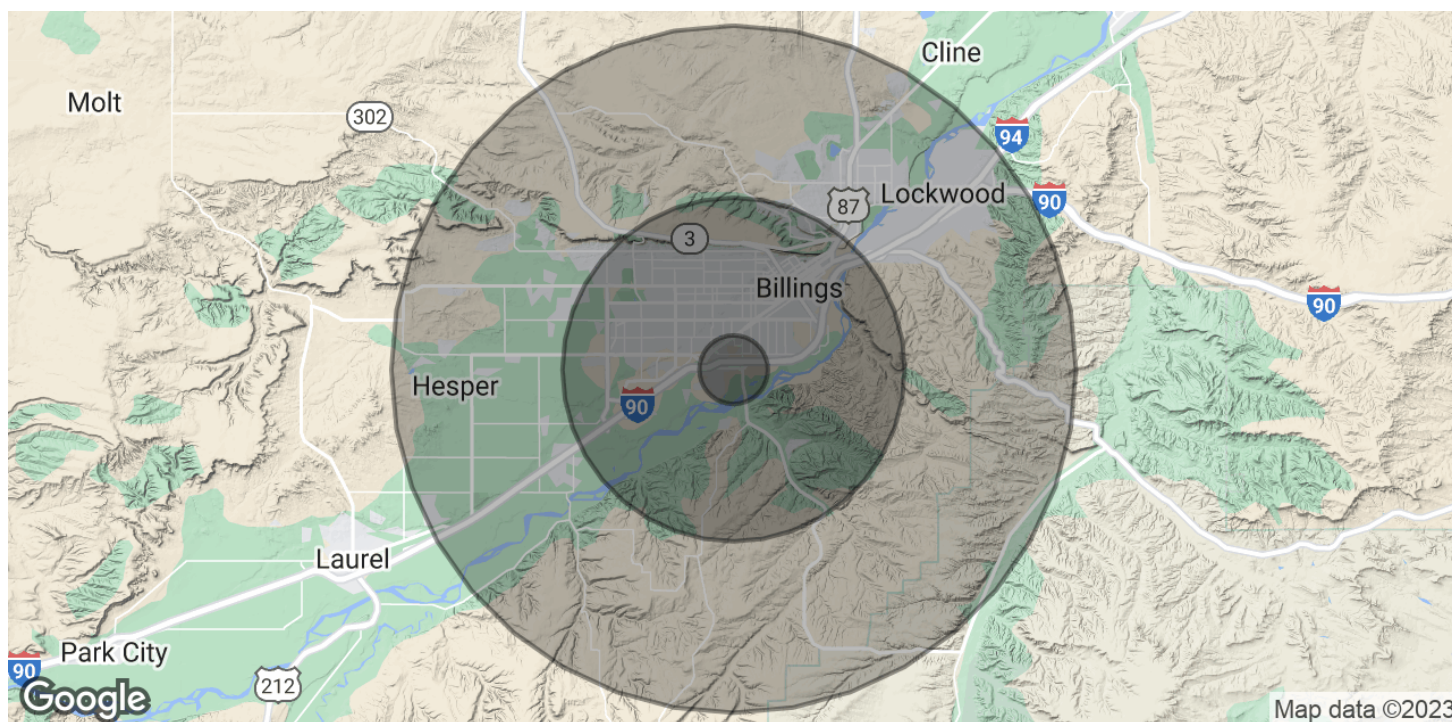 Cline
Molt
302
94
Lockwood
90
87
3
Billings
90
Hesper
90
Laurel
Park City
90
212
Google
Map data ©2023